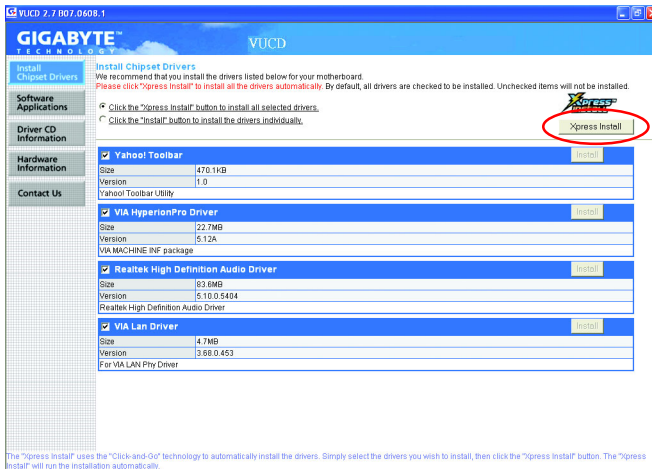 VUCD 2.7 B07.0608.1
GIGABYTE™
TECHNOLOGY
VUCD
Install
Chipset Drivers
Software
Applications
Driver CD
Information
Hardware
Information
Contact Us
Install Chipset Drivers
We recommend that you install the drivers listed below for your motherboard.
Please click "Xpress Install" to install all the drivers automatically. By default, all drivers are checked to be installed. Unchecked items will not be installed.
Click the "Xpress Install" button to install all selected drivers.
Click the "Install" button to install the drivers individually.
Xpress
INSTALL
Xpress Install
Yahoo! Toolbar Install
Size 470.1KB
Version 1.0
Yahoo! Toolbar Utility
VIA HyperionPro Driver Install
Size 22.7MB
Version 5.12A
VIA MACHINE INF package
Realtek High Definition Audio Driver Install
Size 83.6MB
Version 5.10.0.5404
Realtek High Definition Audio Driver
VIA Lan Driver Install
Size 4.7MB
Version 3.68.0.453
For VIA LAN Phy Driver
The "Xpress Install" uses the "Click-and-Go" technology to automatically install the drivers. Simply select the drivers you wish to install, then click the "Xpress Install" button. The "Xpress
Install" will run the installation automatically.